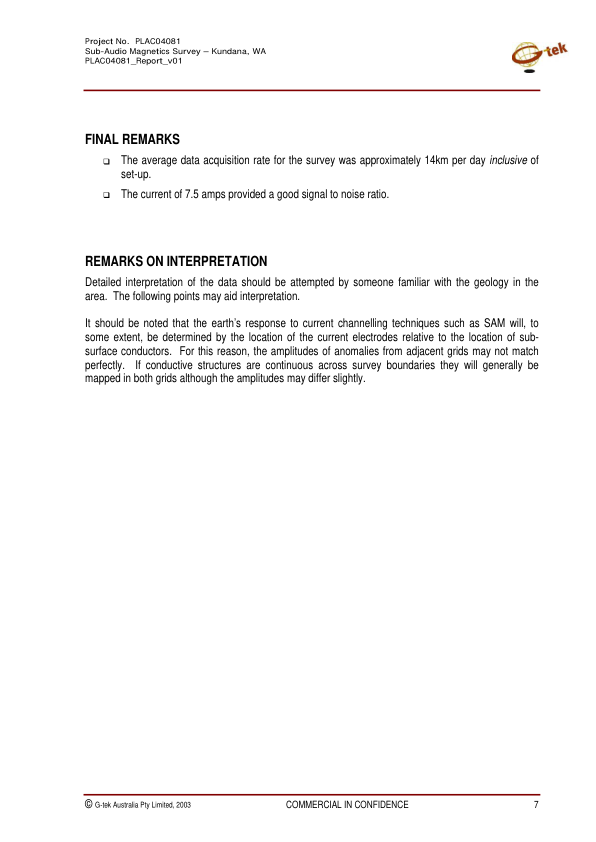 Project No.  PLAC04081
Sub-Audio Magnetics Survey – Kundana, WA
PLAC04081_Report_v01
G-tek
FINAL REMARKS
❑ The average data acquisition rate for the survey was approximately 14km per day inclusive of
set-up.
❑ The current of 7.5 amps provided a good signal to noise ratio.
REMARKS ON INTERPRETATION
Detailed interpretation of the data should be attempted by someone familiar with the geology in the
area.  The following points may aid interpretation.
It should be noted that the earth's response to current channelling techniques such as SAM will, to
some extent, be determined by the location of the current electrodes relative to the location of sub-
surface conductors.  For this reason, the amplitudes of anomalies from adjacent grids may not match
perfectly.  If conductive structures are continuous across survey boundaries they will generally be
mapped in both grids although the amplitudes may differ slightly.
© G-tek Australia Pty Limited, 2003 COMMERCIAL IN CONFIDENCE 7